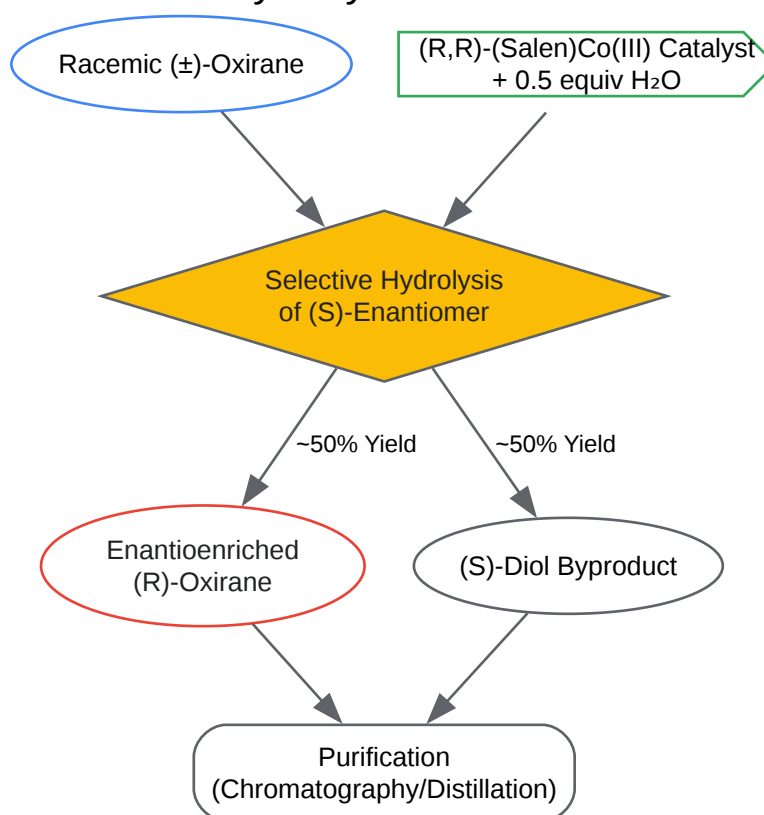 Racemic (±)-Oxirane
(R,R)-(Salen)Co(III) Catalyst
+ 0.5 equiv H₂O
Selective Hydrolysis
of (S)-Enantiomer
~50% Yield
~50% Yield
Enantioenriched
(R)-Oxirane
(S)-Diol Byproduct
Purification
(Chromatography/Distillation)